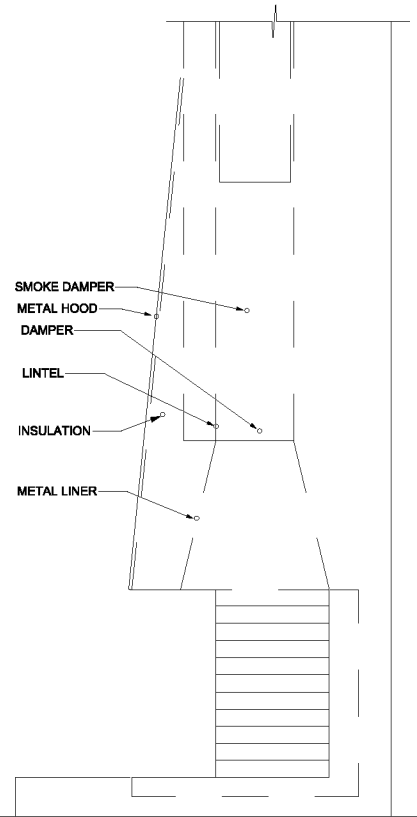 SMOKE DAMPER
METAL HOOD
DAMPER
LINTEL
INSULATION
METAL LINER